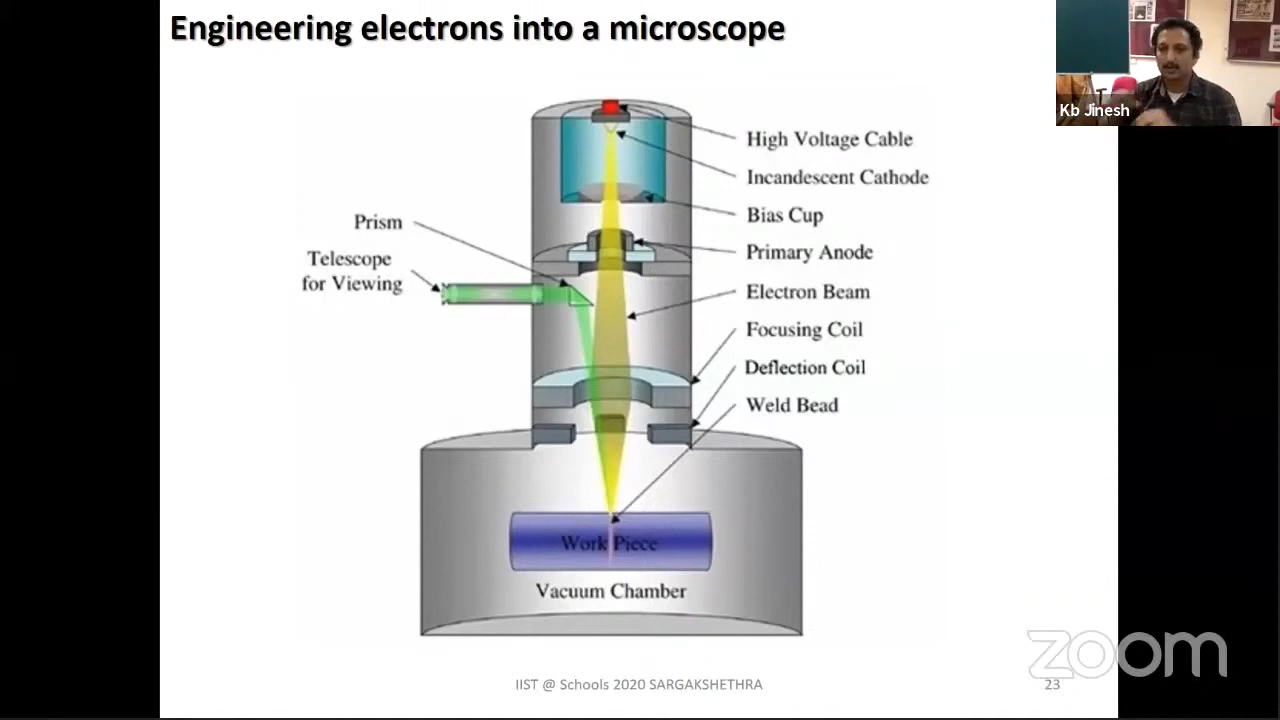 Engineering electrons into a microscope
Kb Jinesh
High Voltage Cable
Incandescent Cathode
Bias Cup
Prism
Primary Anode
Telescope
for Viewing
Electron Beam
Focusing Coil
Deflection Coil
Weld Bead
Work Piece
Vacuum Chamber
zoom
IIST @ Schools 2020 SARGAKSHETHRA
23